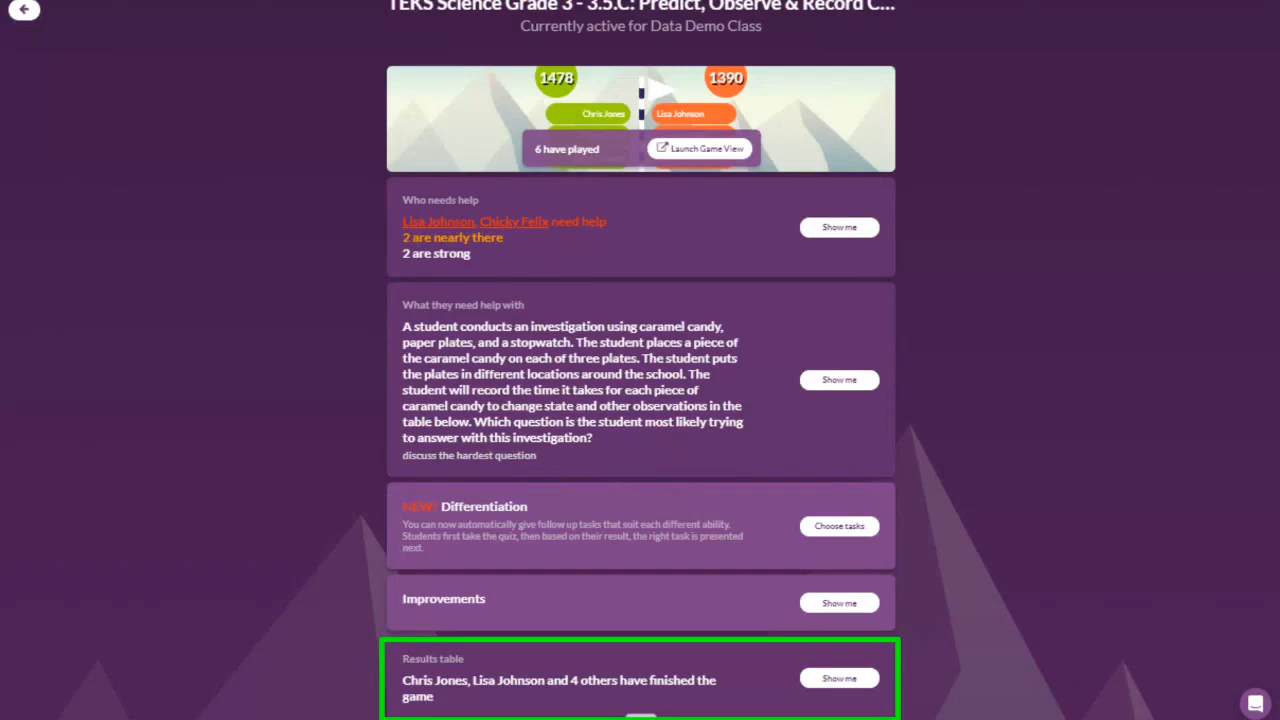 TEKS Science Grade 3 - 3.5.C: Predict, Observe & Record C...
Currently active for Data Demo Class
1478
1390
Chris Jones
Lisa Johnson
6 have played
Launch Game View
Who needs help
Lisa Johnson, Chicky Felix need help
2 are nearly there
2 are strong
Show me
What they need help with
A student conducts an investigation using caramel candy,
paper plates, and a stopwatch. The student places a piece of
the caramel candy on each of three plates. The student puts
the plates in different locations around the school. The
student will record the time it takes for each piece of
caramel candy to change state and other observations in the
table below. Which question is the student most likely trying
to answer with this investigation?
discuss the hardest question
Show me
NEW! Differentiation
You can now automatically give follow up tasks that suit each different ability.
Students first take the quiz, then based on their result, the right task is presented
next.
Choose tasks
Improvements
Show me
Results table
Chris Jones, Lisa Johnson and 4 others have finished the
game
Show me